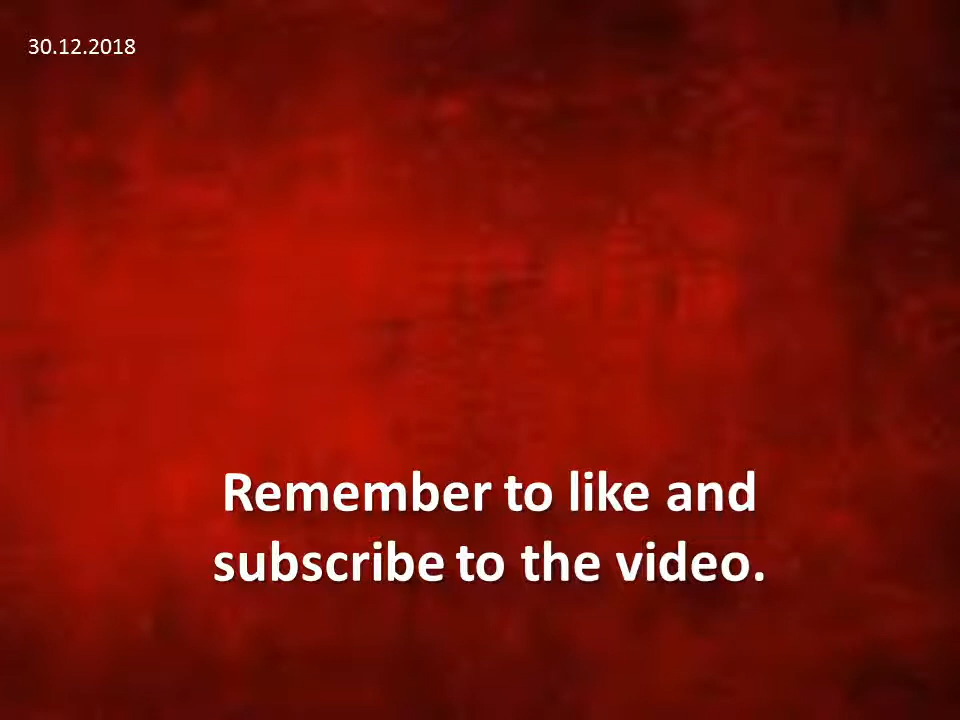 30.12.2018
Remember to like and
subscribe to the video.